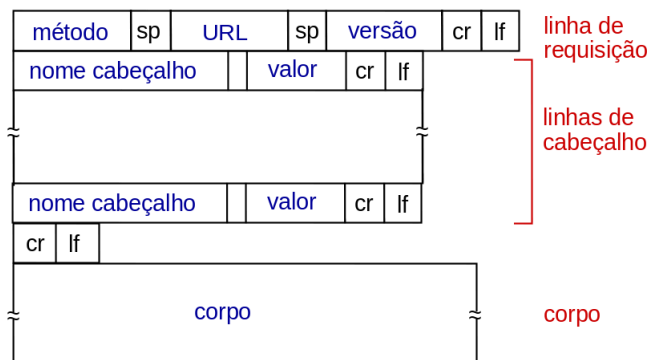 método sp URL sp versão cr lf
linha de
requisição
nome cabeçalho valor cr lf
linhas de
cabeçalho
nome cabeçalho valor cr lf
cr lf
corpo
corpo